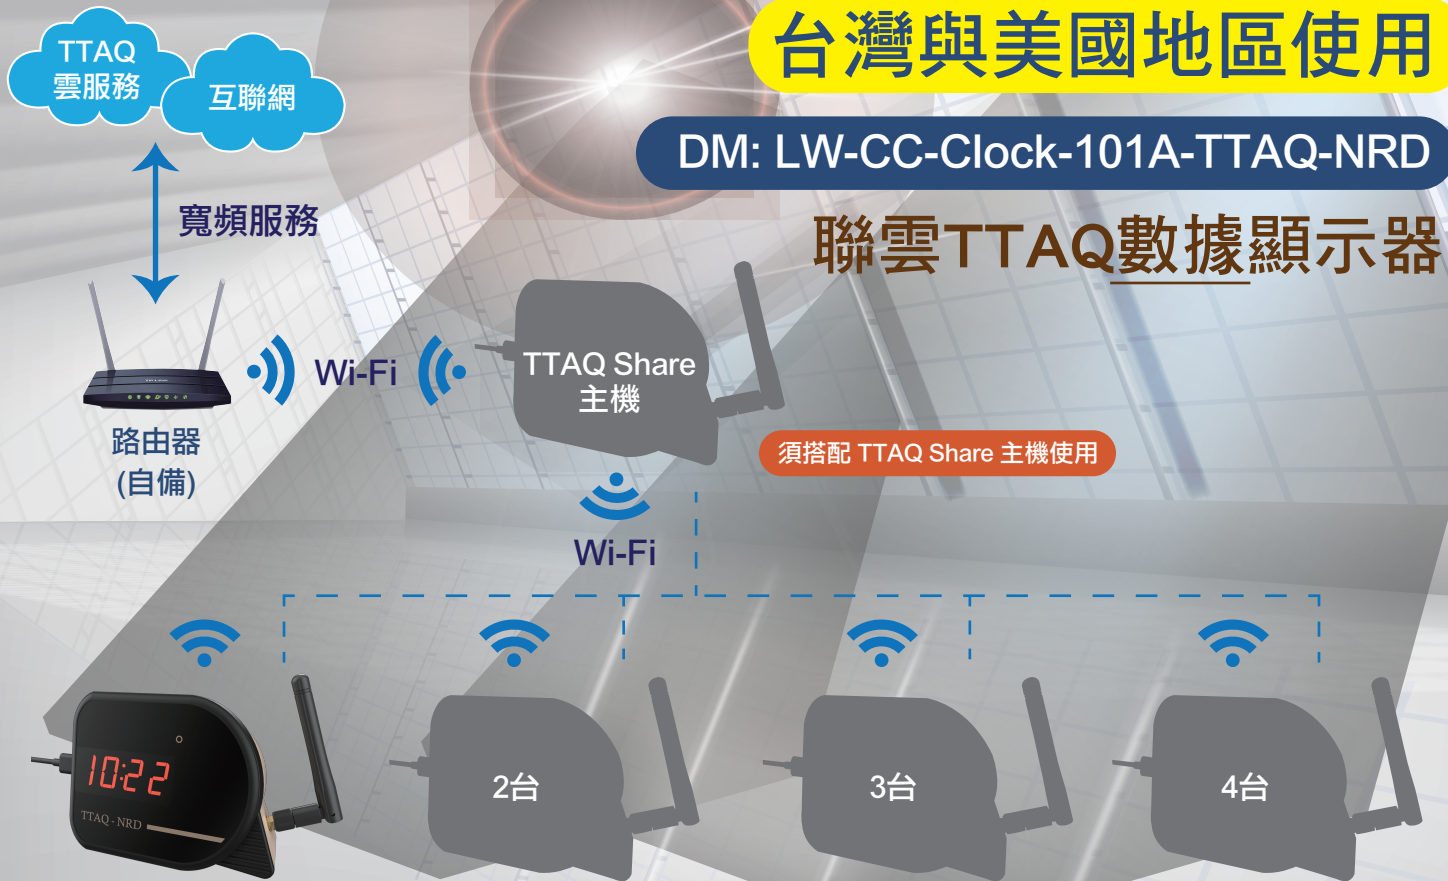 台灣與美國地區使用
DM: LW-CC-Clock-101A-TTAQ-NRD
聯雲TTAQ數據顯示器
TTAQ
雲服務
互聯網
寬頻服務
Wi-Fi
TTAQ Share
主機
路由器
(自備)
須搭配 TTAQ Share 主機使用
Wi-Fi
10:22
TTAQ - NRD
2台
3台
4台